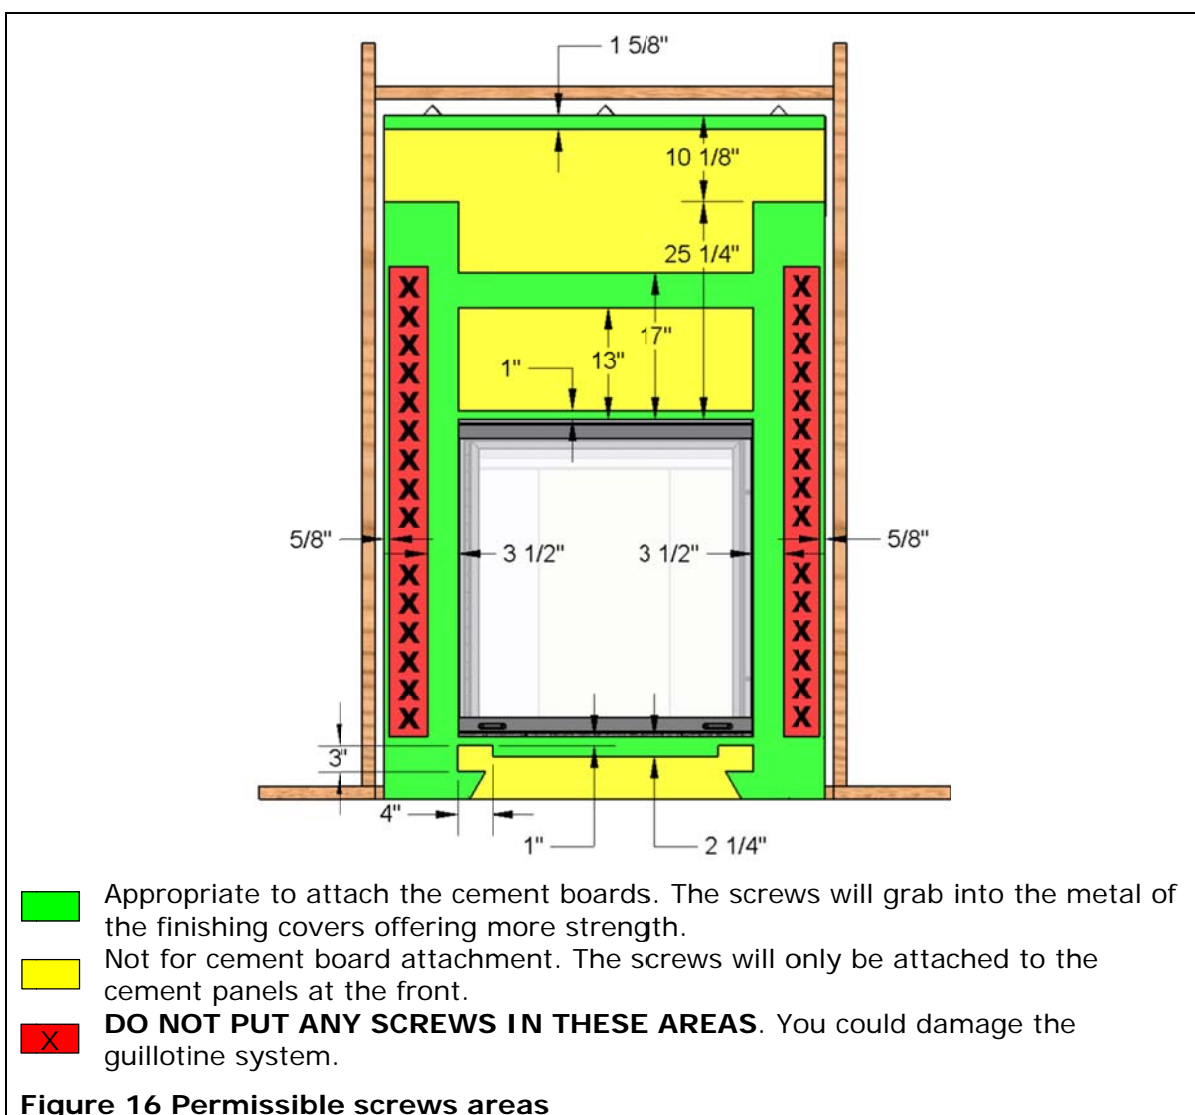 1 5/8"
10 1/8"
25 1/4"
17"
13"
1"
X X
X X
X X
X X
X X
X X
X X
X X
X X
5/8" 3 1/2" 3 1/2" 5/8"
X X
X X
X X
X X
X X
X X
3"
4"
1" 2 1/4"
Appropriate to attach the cement boards. The screws will grab into the metal of
the finishing covers offering more strength.
Not for cement board attachment. The screws will only be attached to the
cement panels at the front.
X DO NOT PUT ANY SCREWS IN THESE AREAS. You could damage the
guillotine system.
Figure 16 Permissible screws areas